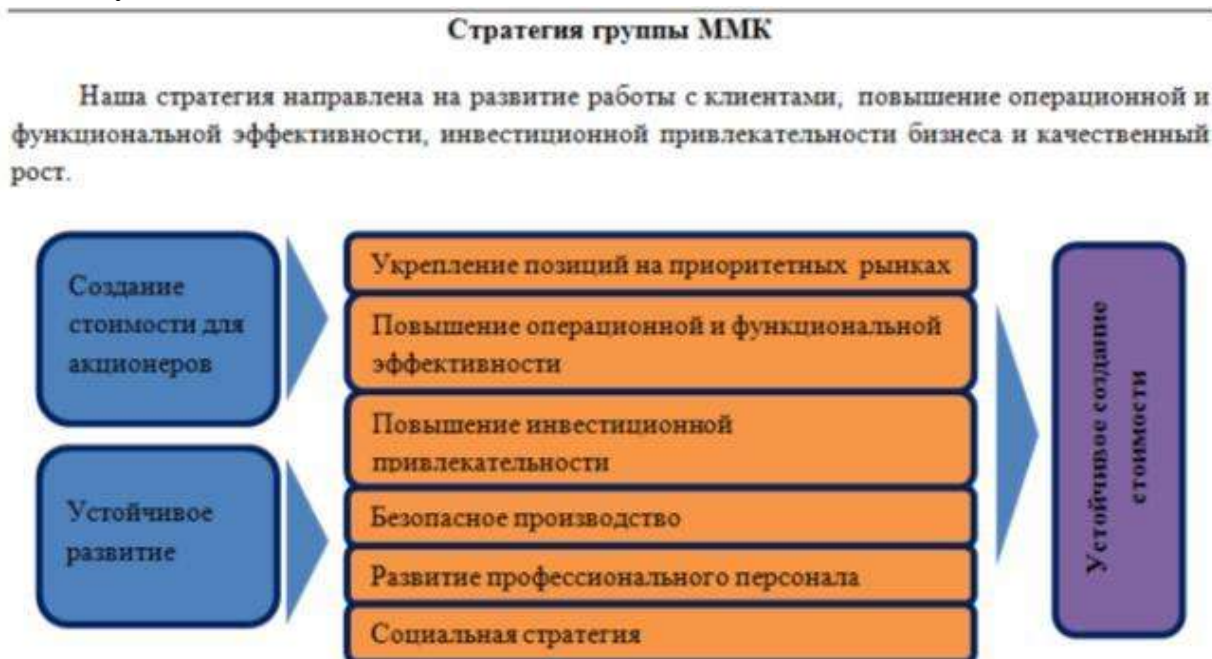 Стратегия группы ММК
Наша стратегия направлена на развитие работы с клиентами, повышение операционной и
функциональной эффективности, инвестиционной привлекательности бизнеса и качественный
рост.
Создание
стоимости для
акционеров
Устойчивое
развитие
Укрепление позиций на приоритетных рынках
Повышение операционной и функциональной
эффективности
Повышение инвестиционной
привлекательности
Безопасное производство
Развитие профессионального персонала
Социальная стратегия
Устойчивое создание
стоимости